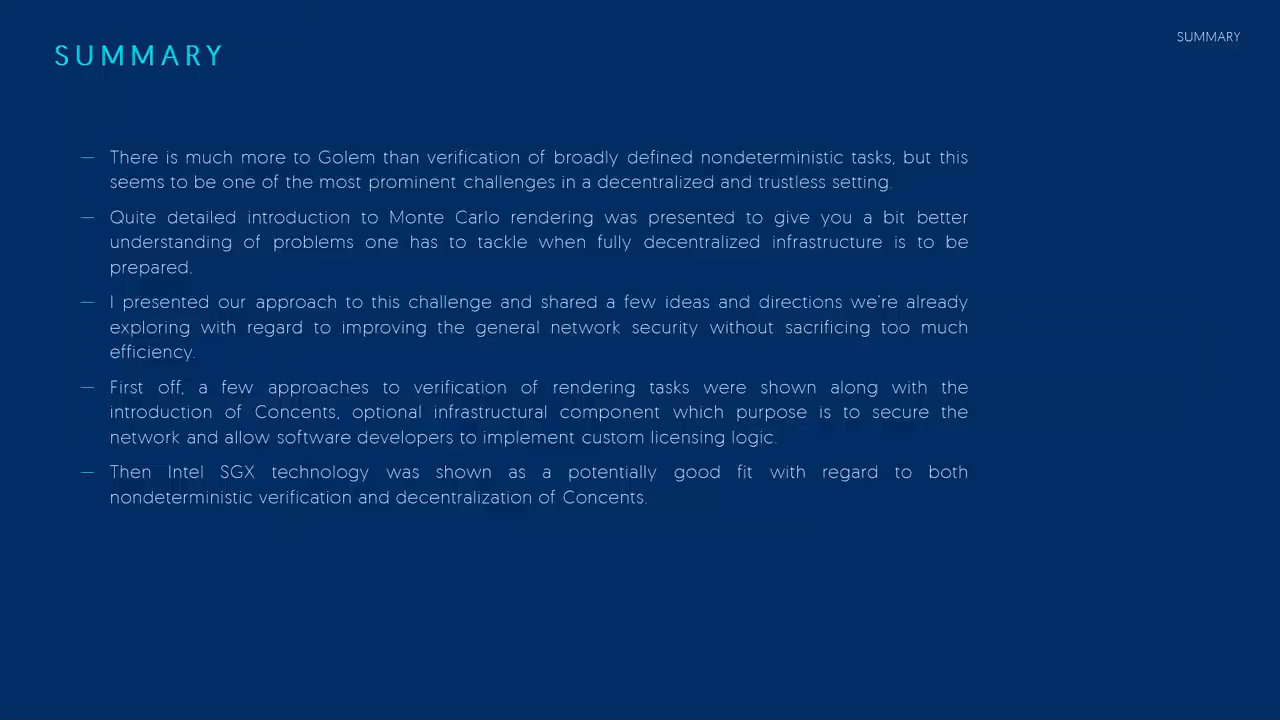 SUMMARY
SUMMARY
— There is much more to Golem than verification of broadly defined nondeterministic tasks, but this
seems to be one of the most prominent challenges in a decentralized and trustless setting.
— Quite detailed introduction to Monte Carlo rendering was presented to give you a bit better
understanding of problems one has to tackle when fully decentralized infrastructure is to be
prepared.
— I presented our approach to this challenge and shared a few ideas and directions we're already
exploring with regard to improving the general network security without sacrificing too much
efficiency.
— First off, a few approaches to verification of rendering tasks were shown along with the
introduction of Concents, optional infrastructural component which purpose is to secure the
network and allow software developers to implement custom licensing logic.
— Then Intel SGX technology was shown as a potentially good fit with regard to both
nondeterministic verification and decentralization of Concents.